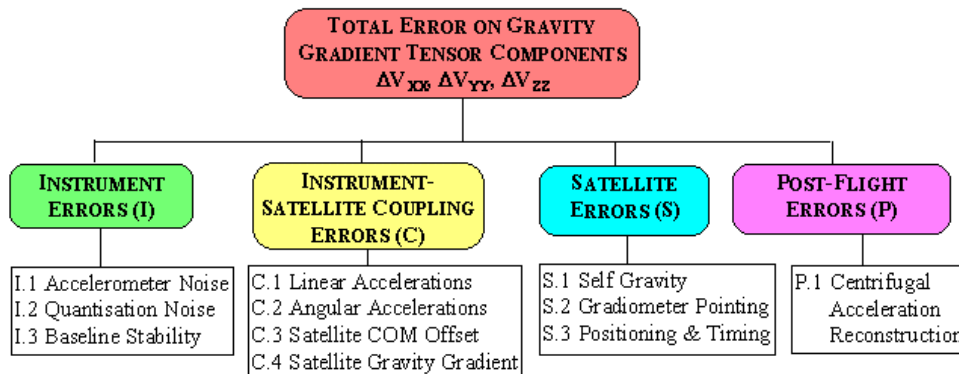 TOTAL ERROR ON GRAVITY
GRADIENT TENSOR COMPONENTS
ΔVXX, ΔVYY, ΔVZZ
INSTRUMENT
ERRORS (I)
I.1 Accelerometer Noise
I.2 Quantisation Noise
I.3 Baseline Stability
INSTRUMENT-
SATELLITE COUPLING
ERRORS (C)
C.1 Linear Accelerations
C.2 Angular Accelerations
C.3 Satellite COM Offset
C.4 Satellite Gravity Gradient
SATELLITE
ERRORS (S)
S.1 Self Gravity
S.2 Gradiometer Pointing
S.3 Positioning & Timing
POST-FLIGHT
ERRORS (P)
P.1 Centrifugal
Acceleration
Reconstruction